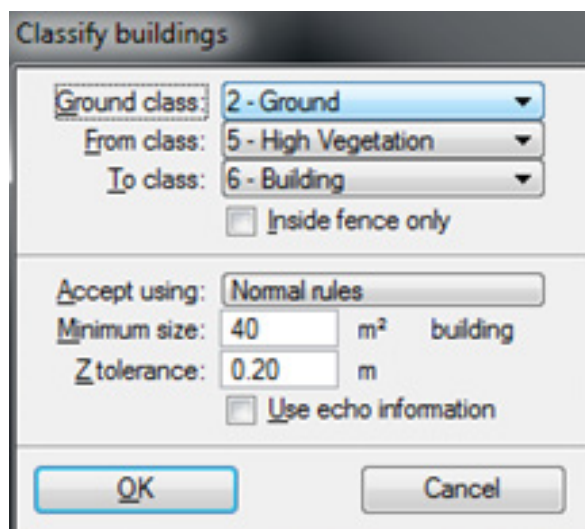 Classify buildings
Ground class: 2 - Ground
From class: 5 - High Vegetation
To class: 6 - Building
Inside fence only
Accept using: Normal rules
Minimum size: 40 m² building
Z tolerance: 0.20 m
Use echo information
OK Cancel